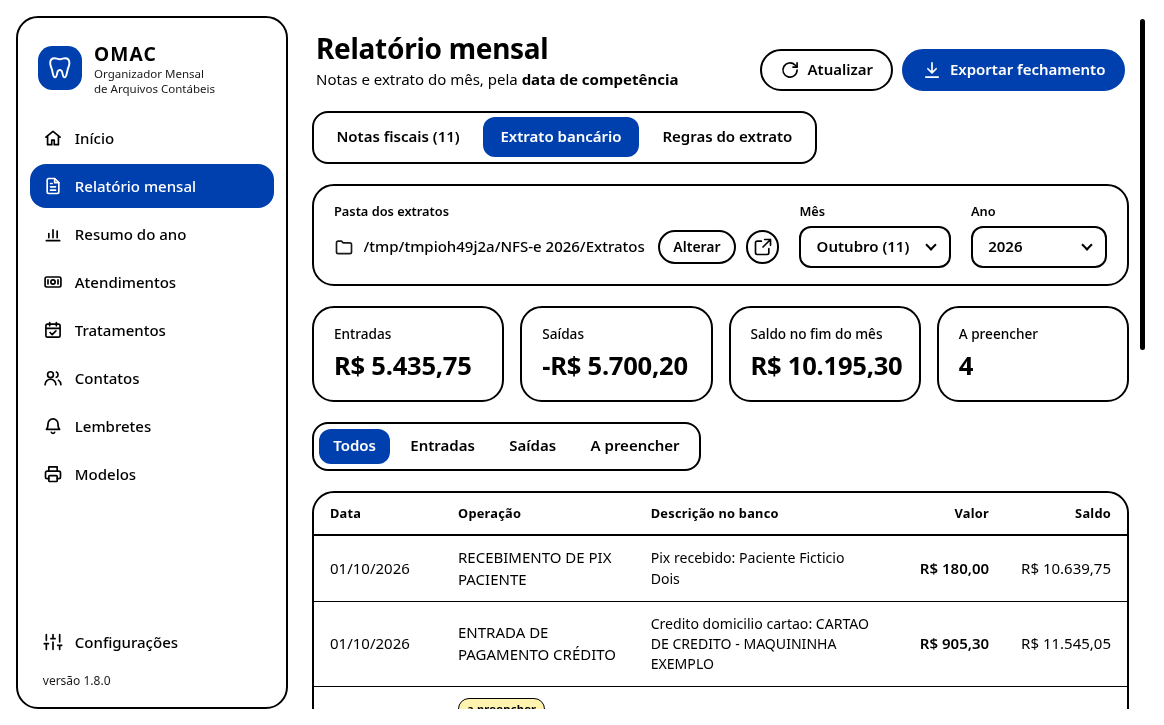 OMAC
Organizador Mensal
de Arquivos Contábeis
Início
Relatório mensal
Resumo do ano
Atendimentos
Tratamentos
Contatos
Lembretes
Modelos
Configurações
versão 1.8.0
Relatório mensal
Notas e extrato do mês, pela data de competência
Atualizar
Exportar fechamento
Notas fiscais (11)
Extrato bancário
Regras do extrato
Pasta dos extratos
/tmp/tmpioh49j2a/NFS-e 2026/Extratos
Alterar
Mês
Outubro (11)
Ano
2026
Entradas
R$ 5.435,75
Saídas
-R$ 5.700,20
Saldo no fim do mês
R$ 10.195,30
A preencher
4
Todos
Entradas
Saídas
A preencher
Data
Operação
Descrição no banco
Valor
Saldo
01/10/2026
RECEBIMENTO DE PIX
PACIENTE
Pix recebido: Paciente Ficticio
Dois
R$ 180,00
R$ 10.639,75
01/10/2026
ENTRADA DE
PAGAMENTO CRÉDITO
Credito domicilio cartao: CARTAO
DE CREDITO - MAQUININHA
EXEMPLO
R$ 905,30
R$ 11.545,05
a preencher